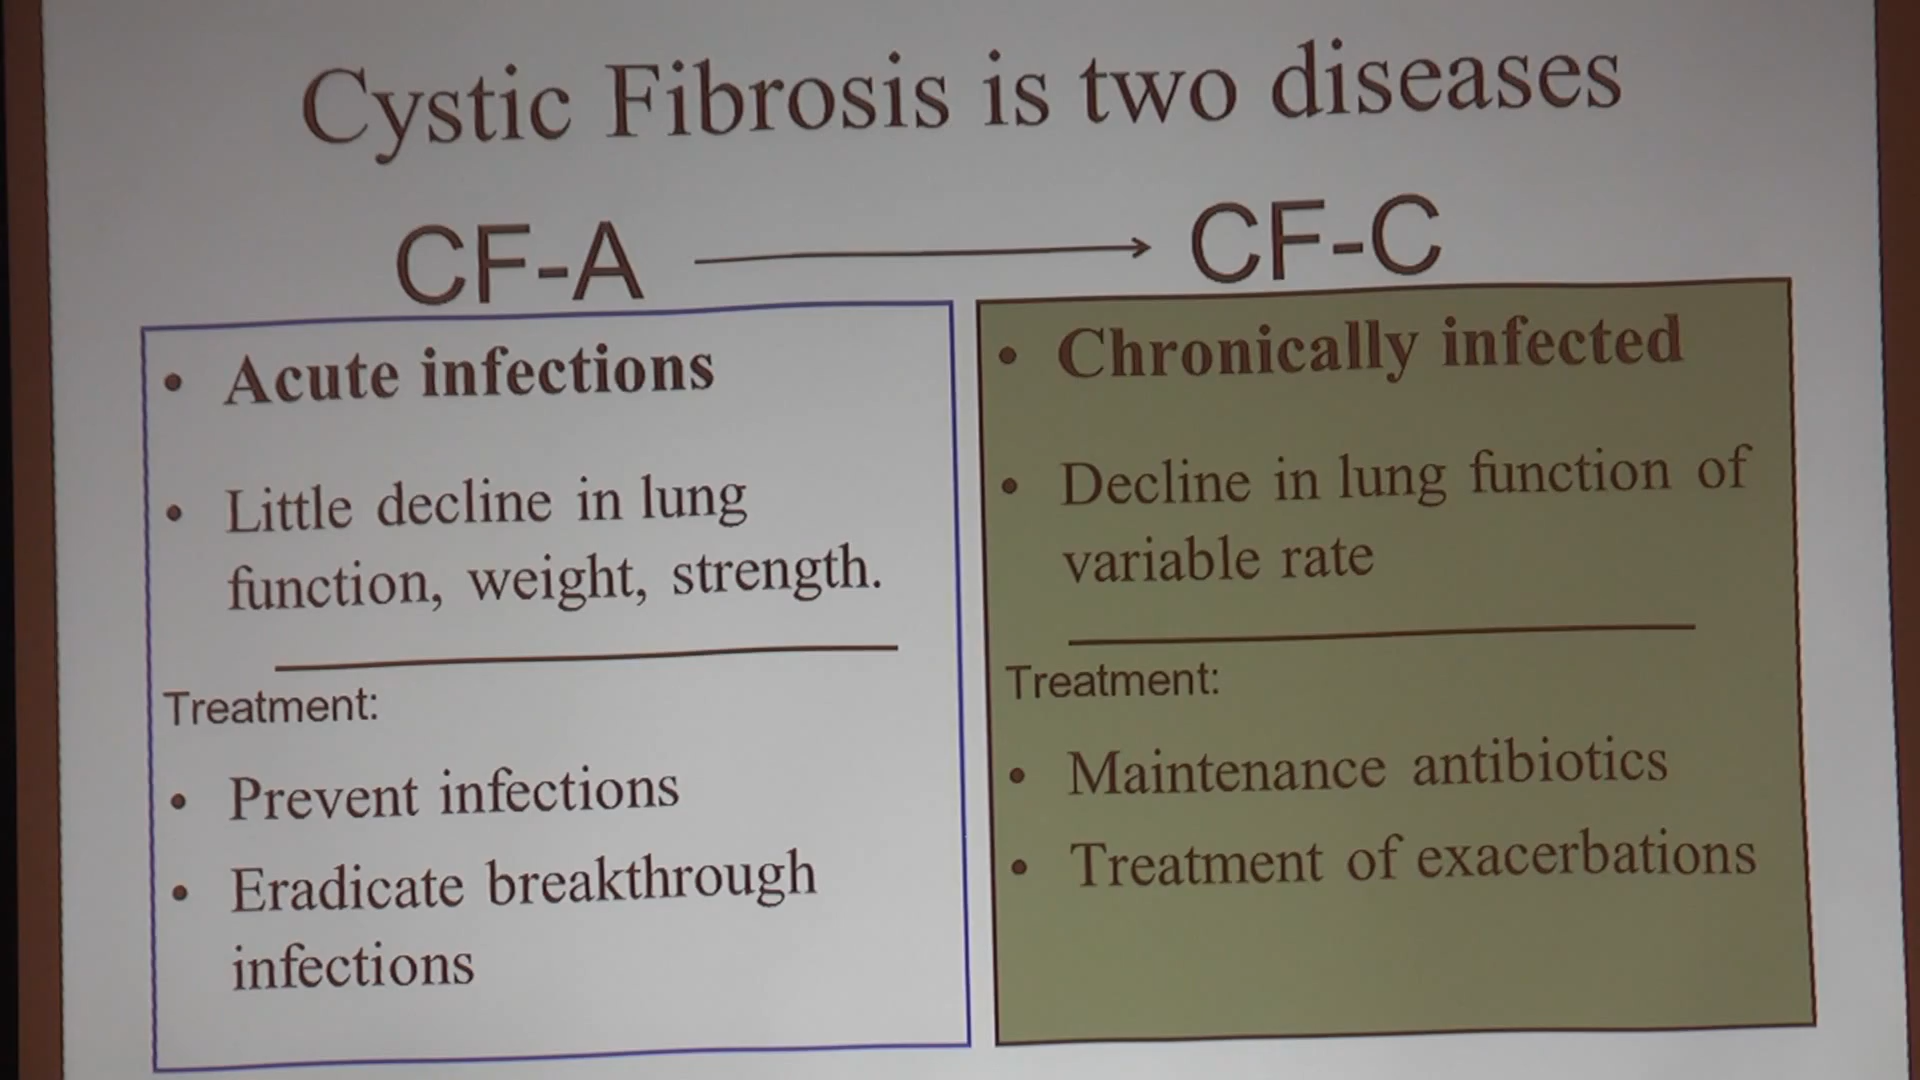 Cystic Fibrosis is two diseases
CF-A
CF-C
• Acute infections
• Little decline in lung
function, weight, strength.
Treatment:
• Prevent infections
• Eradicate breakthrough
infections
• Chronically infected
• Decline in lung function of
variable rate
Treatment:
• Maintenance antibiotics
• Treatment of exacerbations